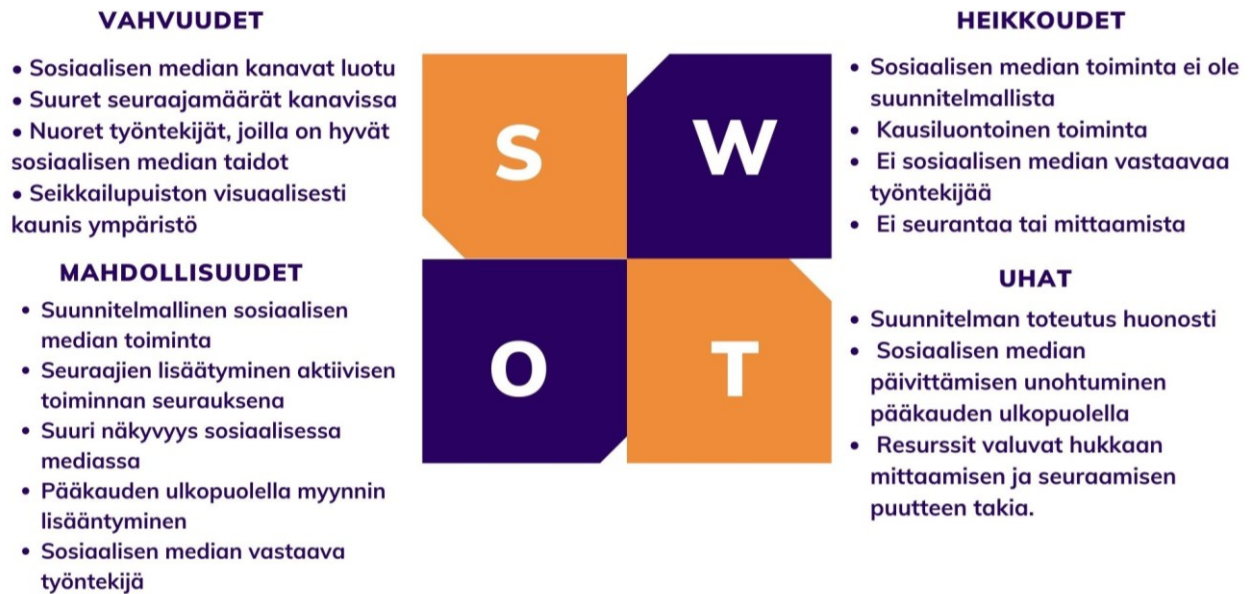 VAHVUUDET
• Sosiaalisen median kanavat luotu
• Suuret seuraajamäärät kanavissa
• Nuoret työntekijät, joilla on hyvät
sosiaalisen median taidot
• Seikkailupuiston visuaalisesti
kaunis ympäristö
MAHDOLLISUUDET
• Suunnitelmallinen sosiaalisen
median toiminta
• Seuraajien lisäätyminen aktiivisen
toiminnan seurauksena
• Suuri näkyvyys sosiaalisessa
mediassa
• Pääkauden ulkopuolella myynnin
lisääntyminen
• Sosiaalisen median vastaava
työntekijä
S
W
O
T
HEIKKOUDET
• Sosiaalisen median toiminta ei ole
suunnitelmallista
• Kausiluontoinen toiminta
• Ei sosiaalisen median vastaavaa
työntekijää
• Ei seurantaa tai mittaamista
UHAT
• Suunnitelman toteutus huonosti
• Sosiaalisen median
päivittämisen unohtuminen
pääkauden ulkopuolella
• Resurssit valuvat hukkaan
mittaamisen ja seuraamisen
puutteen takia.